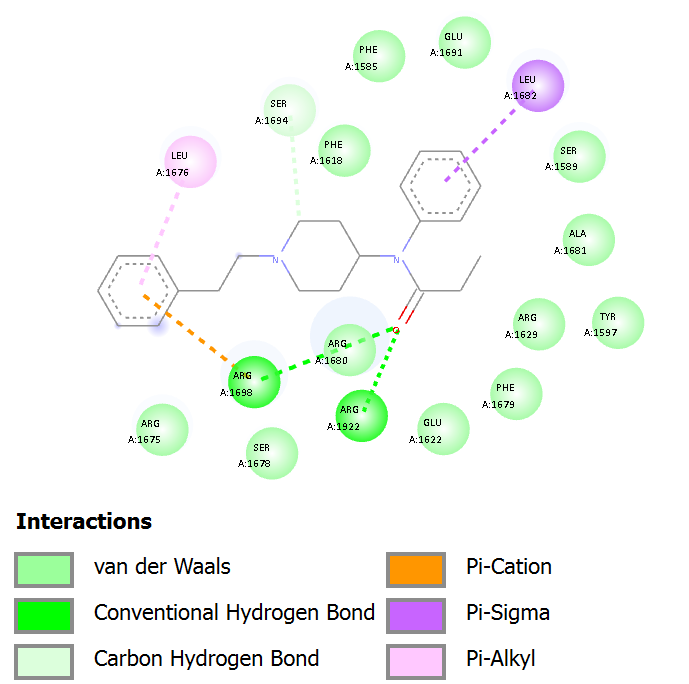 GLU
A:1691
PHE
A:1585
LEU
A:1682
SER
A:1694
PHE
A:1618
LEU
A:1676
SER
A:1589
ALA
A:1681
N
N
ARG
A:1629
TYR
A:1597
O
ARG
A:1680
ARG
A:1698
PHE
A:1679
ARG
A:1922
GLU
A:1622
ARG
A:1675
SER
A:1678
Interactions
van der Waals
Conventional Hydrogen Bond
Carbon Hydrogen Bond
Pi-Cation
Pi-Sigma
Pi-Alkyl